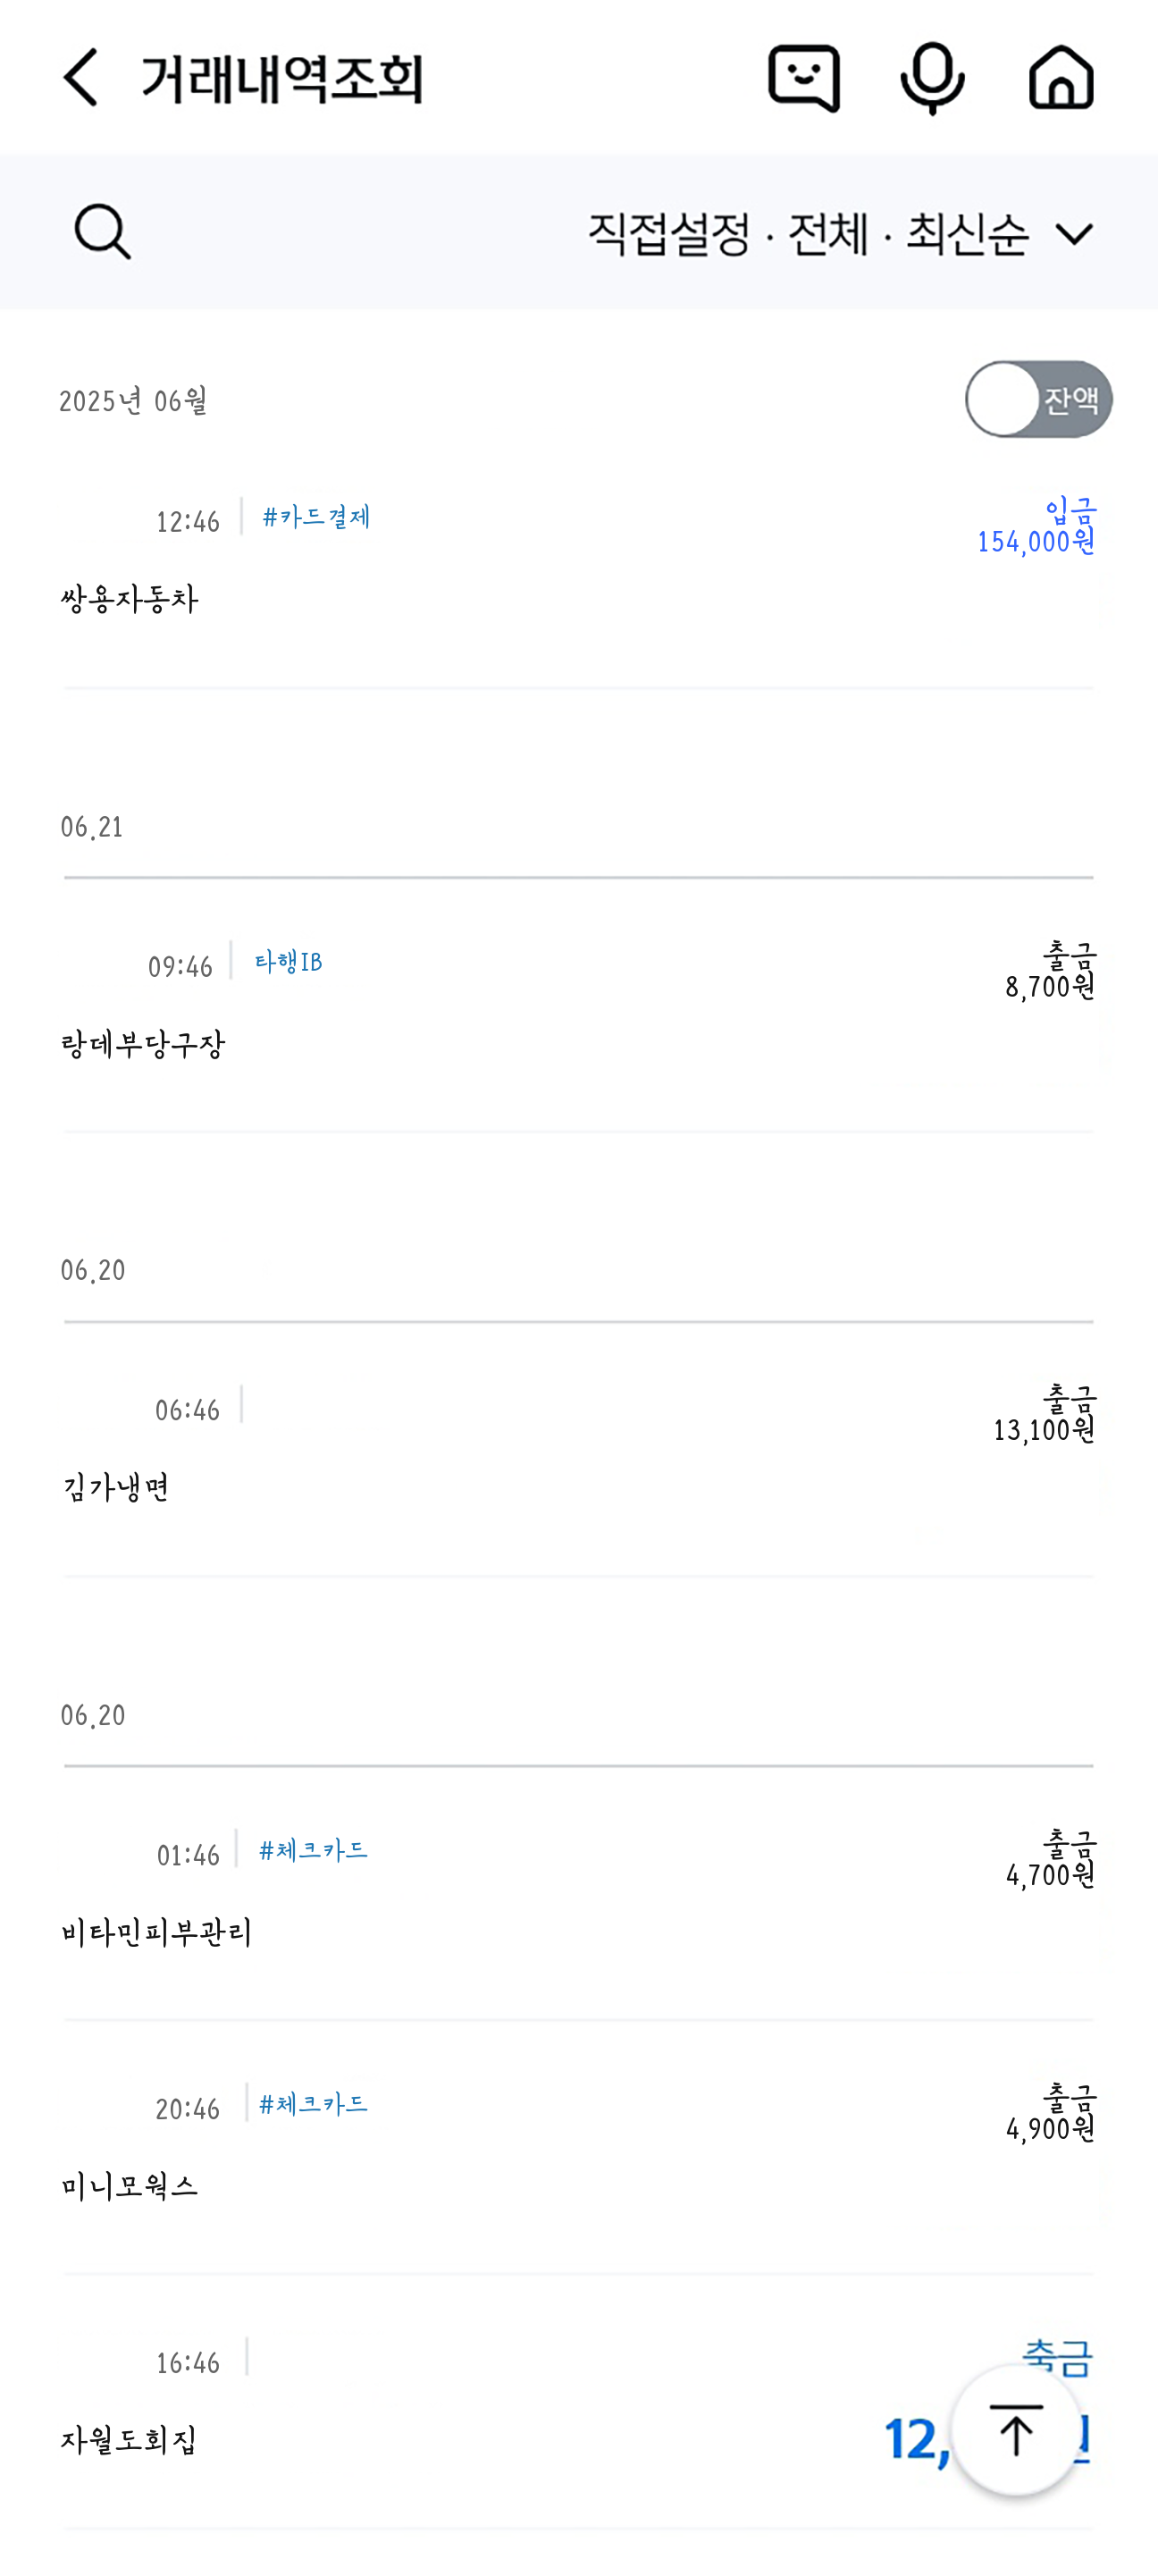 거래내역조회
직접설정 · 전체 · 최신순
2025년 06월
잔액
12:46 #카드결제 입금
154,000원
쌍용자동차
06.21
09:46 타행IB 출금
8,700원
랑데부당구장
06.20
06:46 출금
13,100원
김가냉면
06.20
01:46 #체크카드 출금
4,700원
비타민피부관리
20:46 #체크카드 출금
4,900원
미니모웍스
16:46
자월도회집 12,